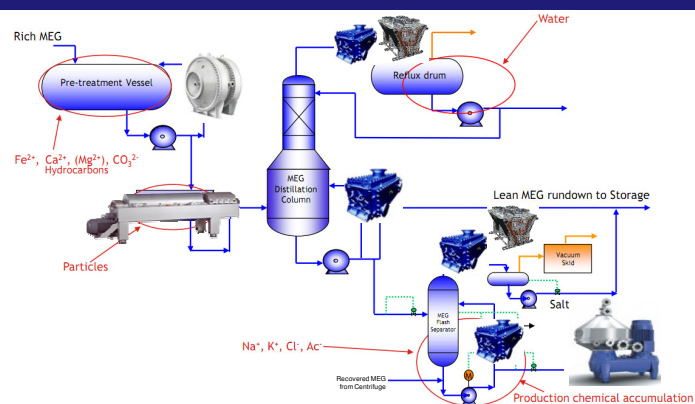 Water
Rich MEG
Pre-treatment Vessel
Reflux drum
Fe²⁺, Ca²⁺, (Mg²⁺), CO₃²⁻
Hydrocarbons
MEG
Distillation
Column
Lean MEG rundown to Storage
Particles
Vacuum
Skid
Salt
MEG
Flash
Separator
Na⁺, K⁺, Cl⁻, Ac⁻
M
Recovered MEG
from Centrifuge
Production chemical accumulation